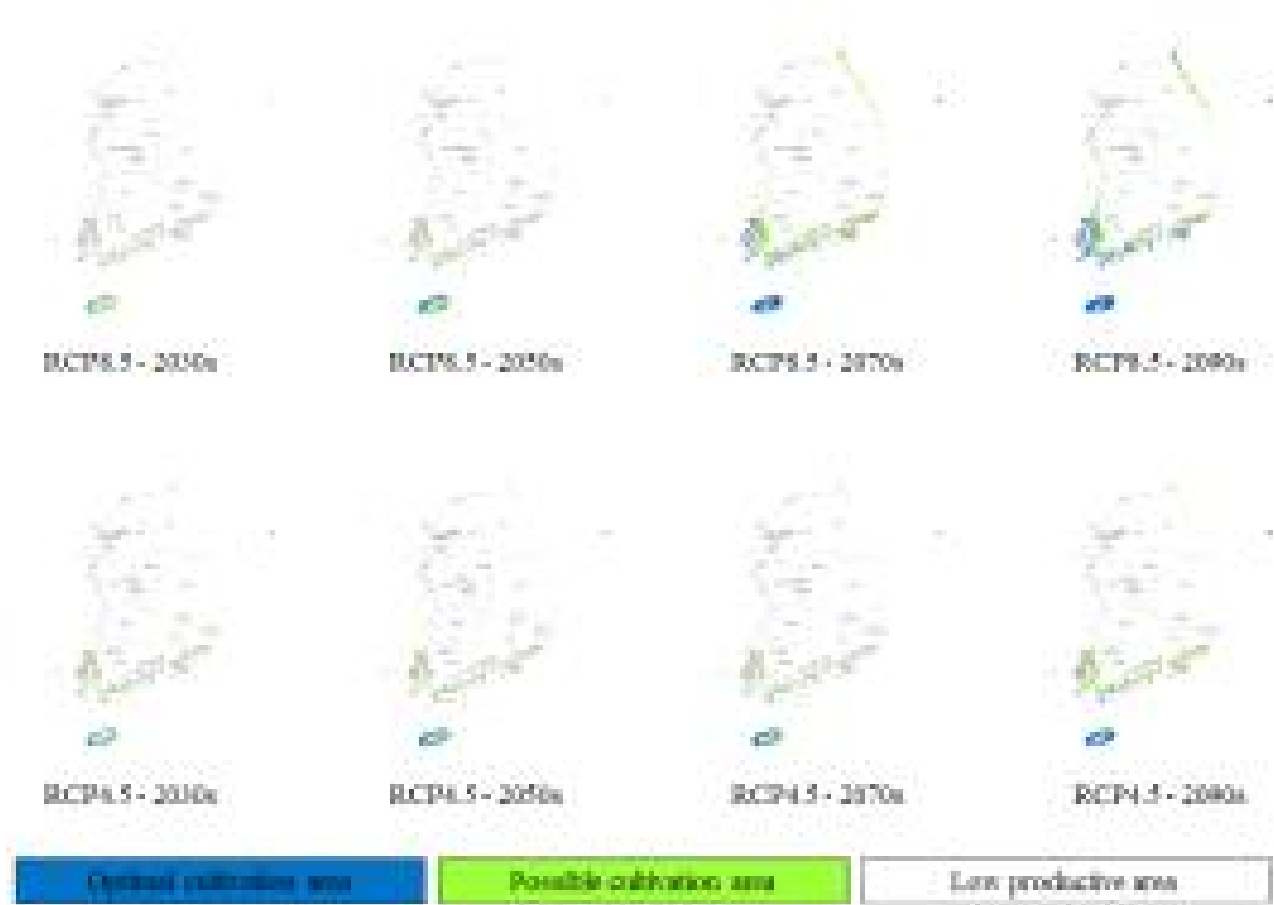 RCP8.5 - 2030s
RCP8.5 - 2050s
RCP8.5 - 2070s
RCP8.5 - 2090s
RCP4.5 - 2030s
RCP4.5 - 2050s
RCP4.5 - 2070s
RCP4.5 - 2090s
Optimal cultivation area
Possible cultivation area
Low productive area